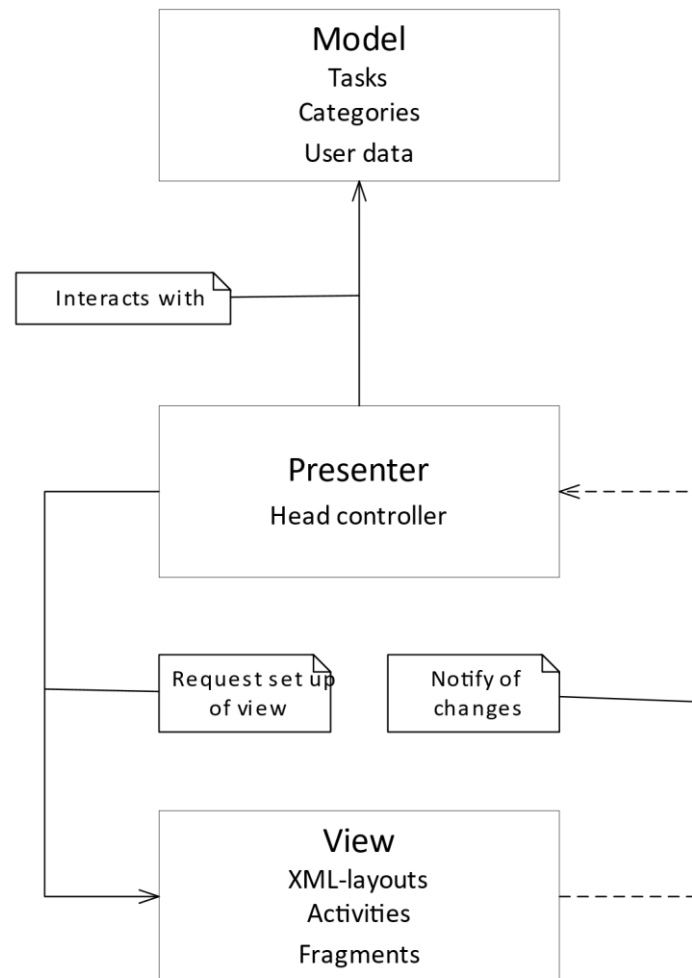 Model
Tasks
Categories
User data
Interacts with
Presenter
Head controller
Request set up
of view
Notify of
changes
View
XML-layouts
Activities
Fragments